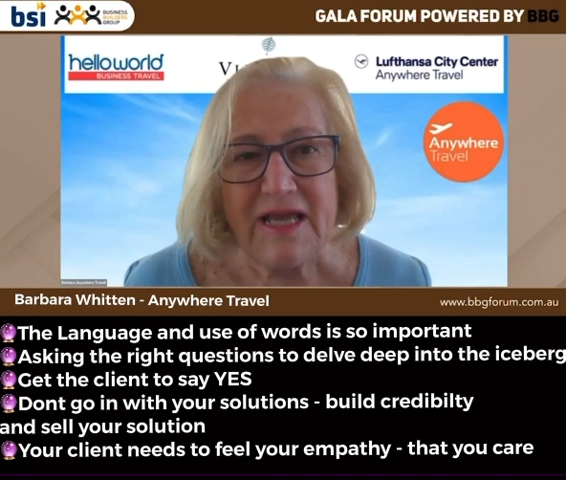 bsi
BUSINESS
BUILDERS
GROUP
GALA FORUM POWERED BY BBG
helloworld
BUSINESS TRAVEL
Lufthansa City Center
Anywhere Travel
Anywhere
Travel
Barbara Anywhere Travel
Barbara Whitten - Anywhere Travel
www.bbgforum.com.au
The Language and use of words is so important
Asking the right questions to delve deep into the iceberg
Get the client to say YES
Dont go in with your solutions - build credibilty
and sell your solution
Your client needs to feel your empathy - that you care